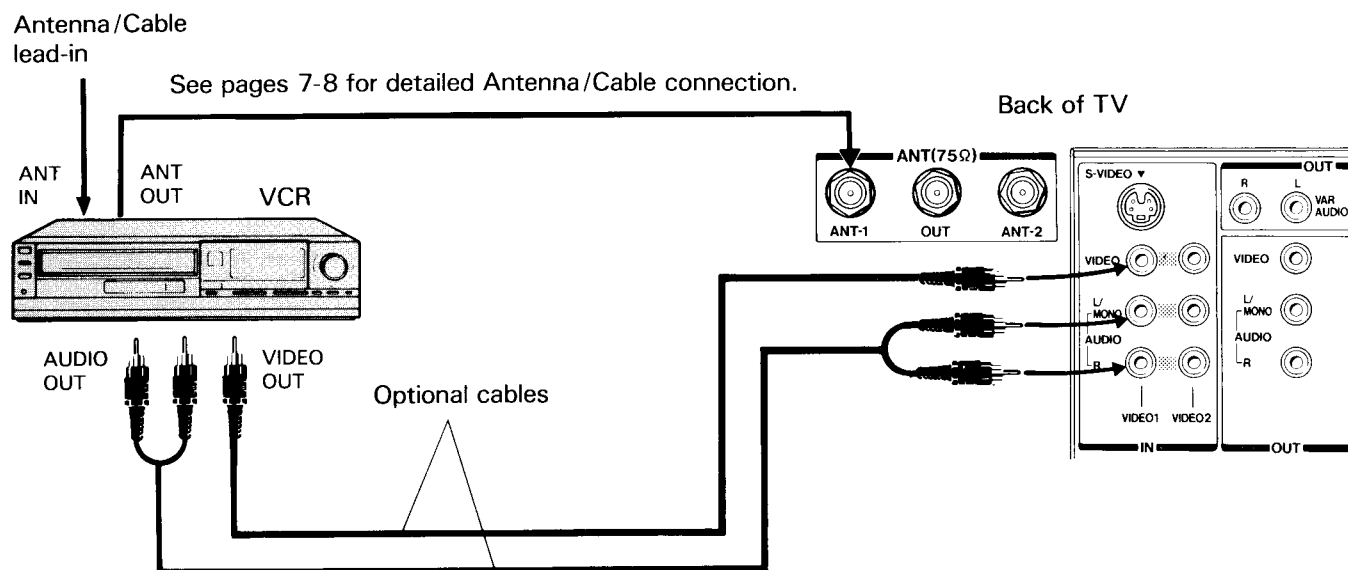 Antenna/Cable
lead-in
See pages 7-8 for detailed Antenna/Cable connection.
Back of TV
ANT
IN
ANT
OUT
VCR
ANT(75Ω)
ANT-1
OUT
ANT-2
S-VIDEO ▼
OUT
R
L
VAR
AUDIO
VIDEO
L/
MONO
AUDIO
R
VIDEO1
VIDEO2
IN
VIDEO
L/
MONO
AUDIO
R
OUT
AUDIO
OUT
VIDEO
OUT
Optional cables